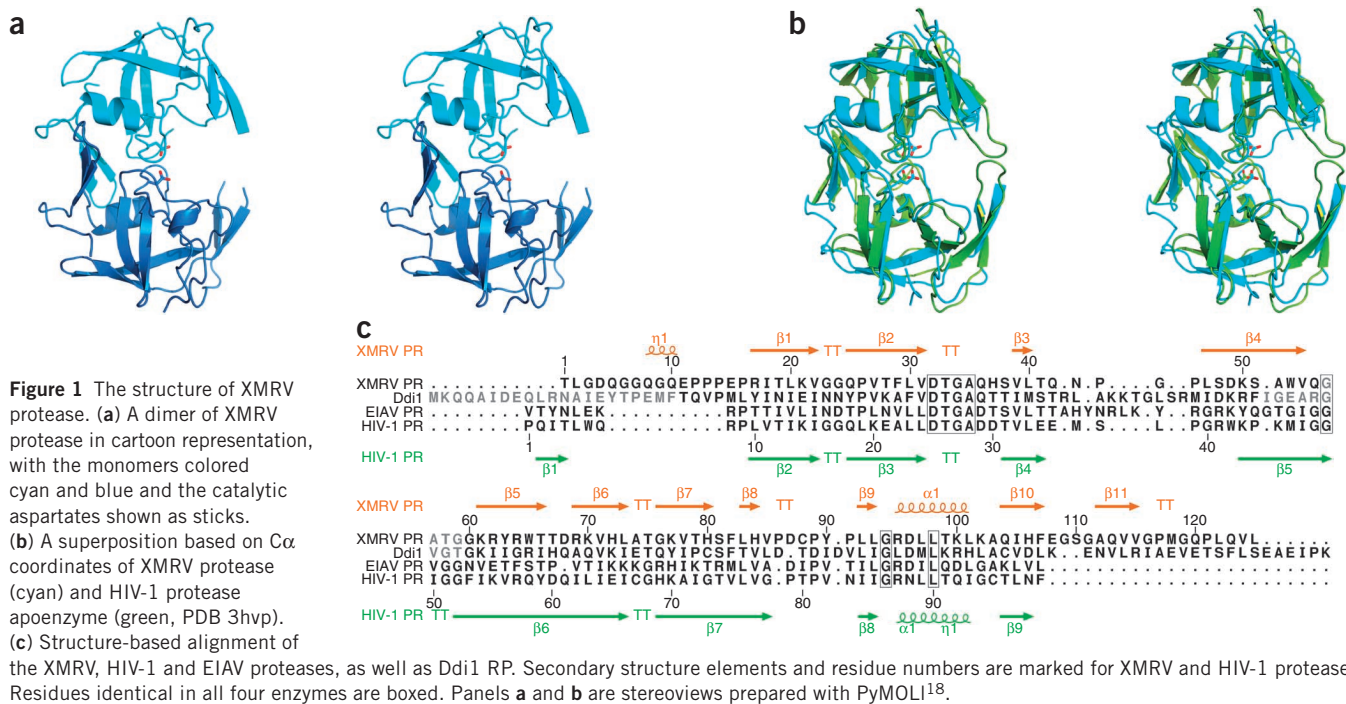 a
b
Figure 1 The structure of XMRV
protease. (a) A dimer of XMRV
protease in cartoon representation,
with the monomers colored
cyan and blue and the catalytic
aspartates shown as sticks.
(b) A superposition based on Cα
coordinates of XMRV protease
(cyan) and HIV-1 protease
apoenzyme (green, PDB 3hvp).
(c) Structure-based alignment of
the XMRV, HIV-1 and EIAV proteases, as well as Ddi1 RP. Secondary structure elements and residue numbers are marked for XMRV and HIV-1 protease
Residues identical in all four enzymes are boxed. Panels a and b are stereoviews prepared with PyMOLI18.
c
XMRV PR η1 β1 TT β2 TT β3 β4
1 10 20 30 40 50
XMRV PR ...........TLGDQGGQGQEPPPEPRITLKVGGQPVTFLVDTGAQHSVLTQ.N.P....G..PLSDKS.AWVQG
Ddi1 MKQQAIDEQLRNAIEYTPEMFTQVPMLYINIEINNYPVKAFVDTGAQTTIMSTR.LAKKTGLSRMIDKRFIGEARG
EIAV PR ........VTYNLEK..........RPTTIVLINDTPLNVLLDTGADTSVLTTAHYNRLK.Y..RGRKYQGTGIGG
HIV-1 PR ........PQITLWQ..........RPLVTIKIGGQLKEALLDTGADDTVLEE.M.S....L..PGRWKP.KMIGG
1 10 20 30 40
HIV-1 PR β1 β2 TT β3 TT β4 β5
XMRV PR β5 β6 TT β7 β8 TT β9 α1 β10 β11 TT
60 70 80 90 100 110 120
XMRV PR ATGGKRYRWTTDRKVHLATGKVTHSFLHVPDCPY.PLLGRDLLTKLKAQIHFEGSGAQVVGPMGQPLQVL........
Ddi1 VGTGKIIGRIHQAQVKIETQYIPCSFTVLD.TDIDVLIGLDMLKRHLACVDLK.ENVLRIAEVETSFLSEAEIPK
EIAV PR VGGNVETFSTP.VTIKKKGRHIKTRMLVA.DIPVTILGRDILQDLGAKLVL
HIV-1 PR IGGFIKVRQYDQILIEICGHKAIGTVLVG.PTPVNIIGRNLLTQIGCTLNF
50 60 70 80 90
HIV-1 PR TT β6 TT β7 β8 α1 η1 β9